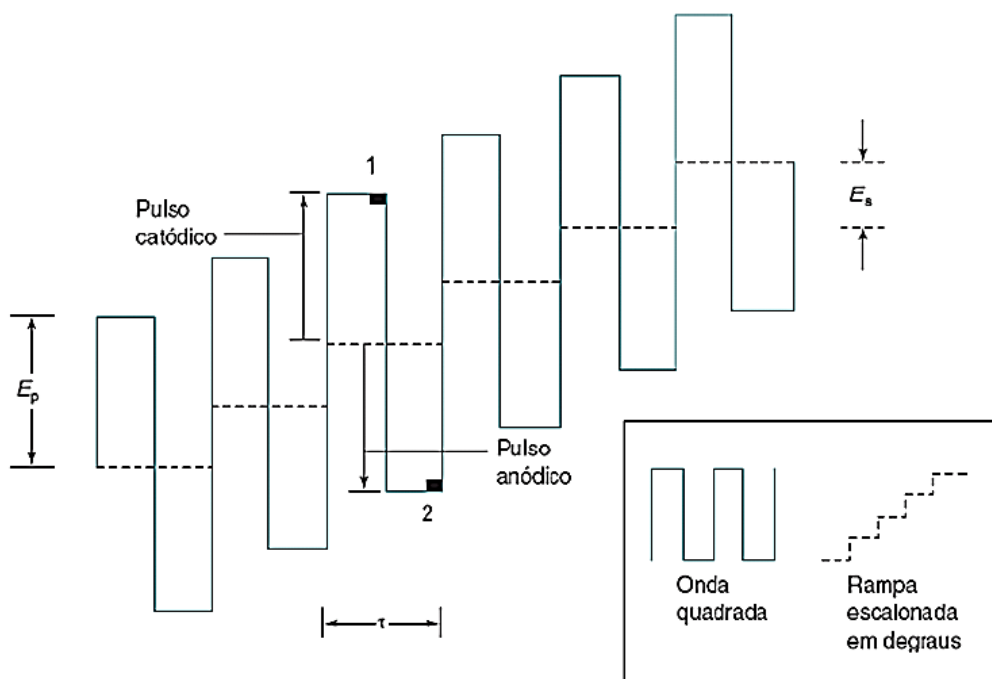 1
Pulso
catódico
Eₛ
Eₚ
Pulso
anódico
2
τ
Onda
quadrada
Rampa
escalonada
em degraus